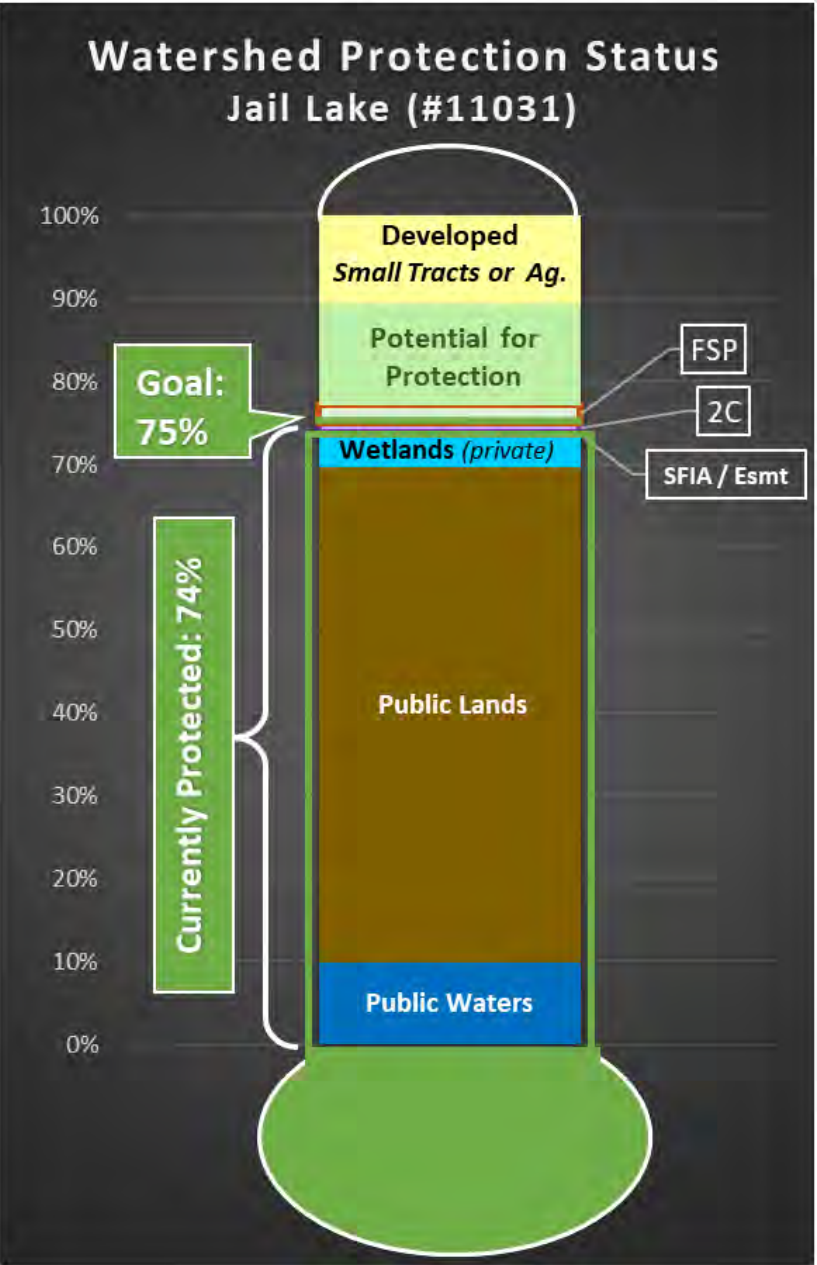 Watershed Protection Status
Jail Lake (#11031)
100%
90%
80%
70%
60%
50%
40%
30%
20%
10%
0%
Goal:
75%
Currently Protected: 74%
Developed
Small Tracts or Ag.
Potential for
Protection
Wetlands (private)
Public Lands
Public Waters
FSP
2C
SFIA / Esmt